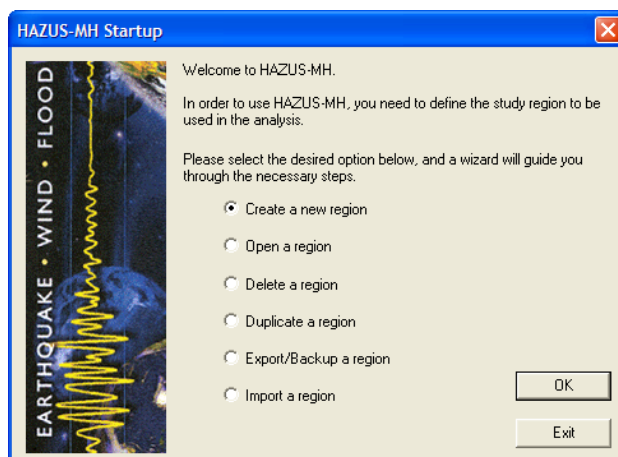 HAZUS-MH Startup
EARTHQUAKE • WIND • FLOOD
Welcome to HAZUS-MH.
In order to use HAZUS-MH, you need to define the study region to be
used in the analysis.
Please select the desired option below, and a wizard will guide you
through the necessary steps.
Create a new region
Open a region
Delete a region
Duplicate a region
Export/Backup a region
Import a region
OK
Exit